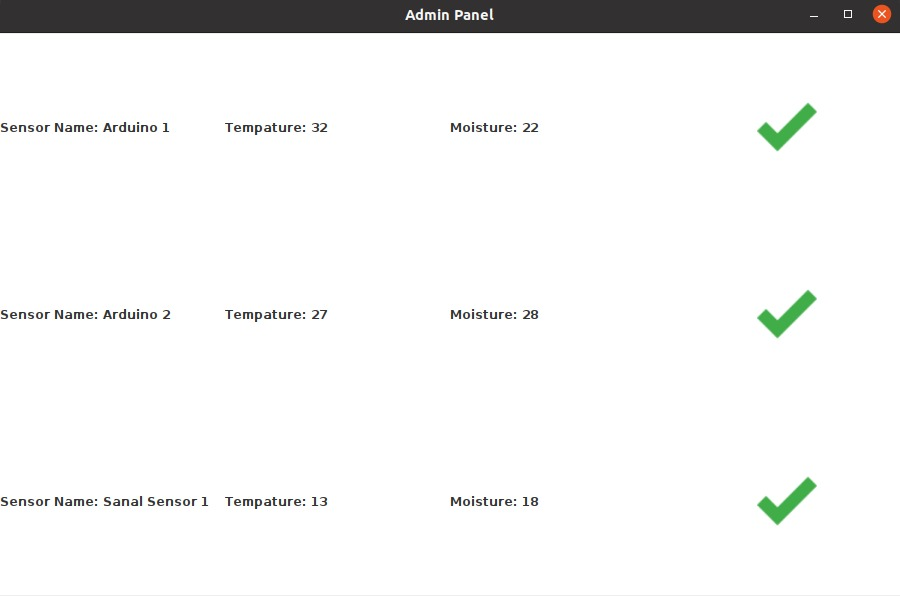 Admin Panel
Sensor Name: Arduino 1 Tempature: 32 Moisture: 22
Sensor Name: Arduino 2 Tempature: 27 Moisture: 28
Sensor Name: Sanal Sensor 1 Tempature: 13 Moisture: 18